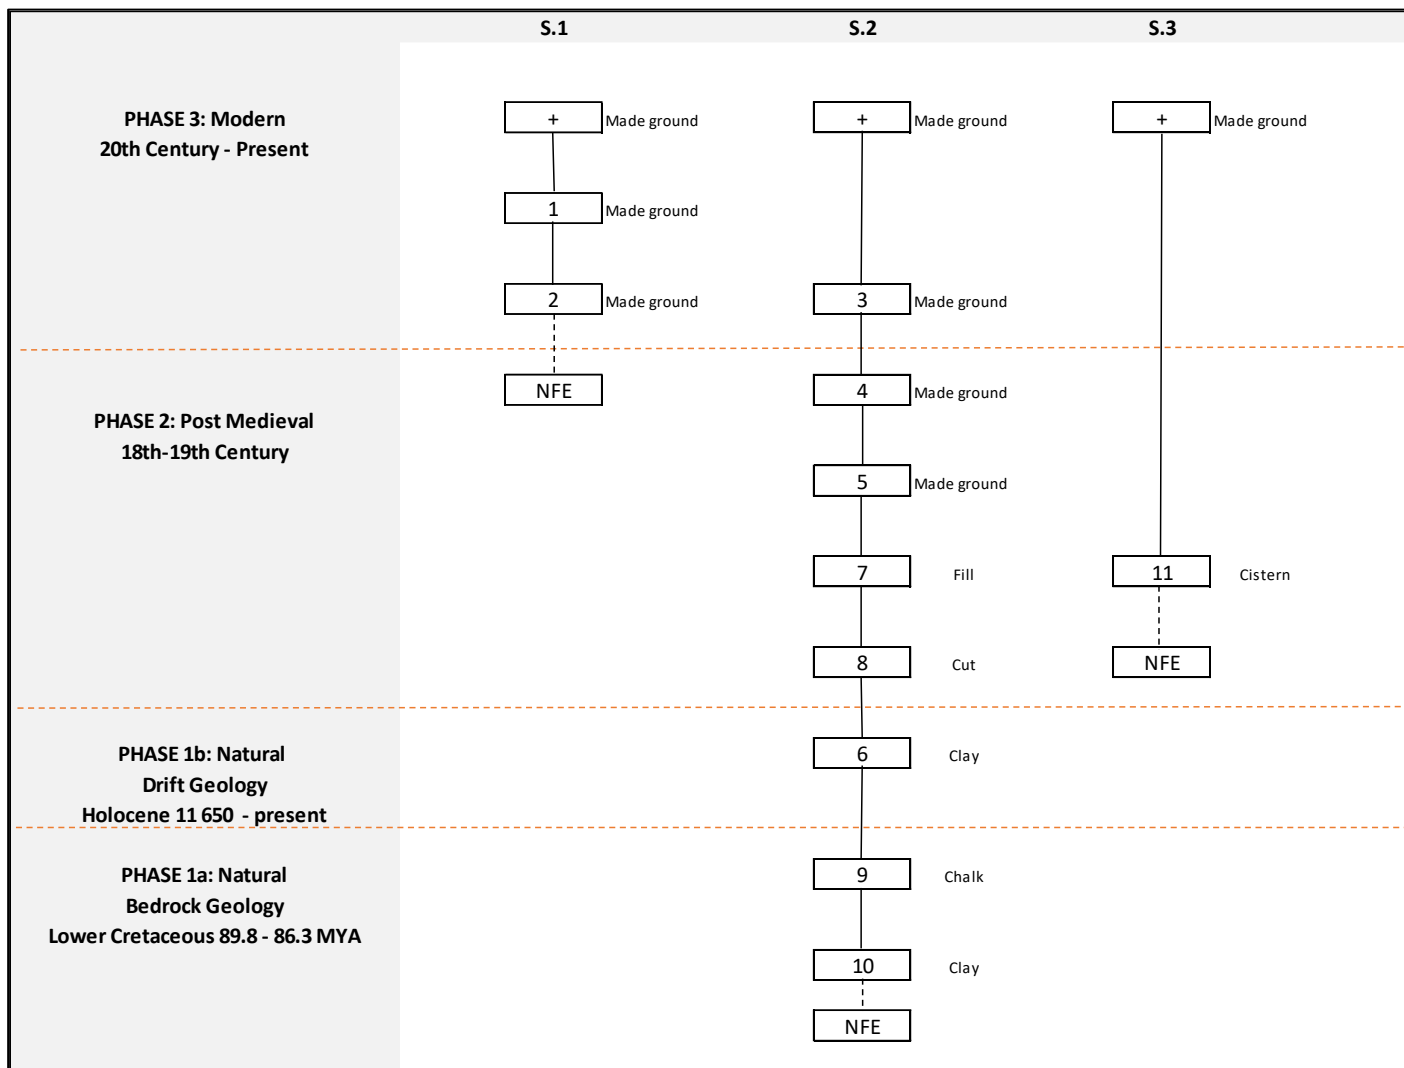 S.1 S.2 S.3
PHASE 3: Modern
20th Century - Present
+ Made ground + Made ground + Made ground
1 Made ground
2 Made ground 3 Made ground
NFE 4 Made ground
PHASE 2: Post Medieval
18th-19th Century
5 Made ground
7 Fill 11 Cistern
8 Cut NFE
PHASE 1b: Natural
Drift Geology
Holocene 11 650 - present
6 Clay
PHASE 1a: Natural
Bedrock Geology
Lower Cretaceous 89.8 - 86.3 MYA
9 Chalk
10 Clay
NFE